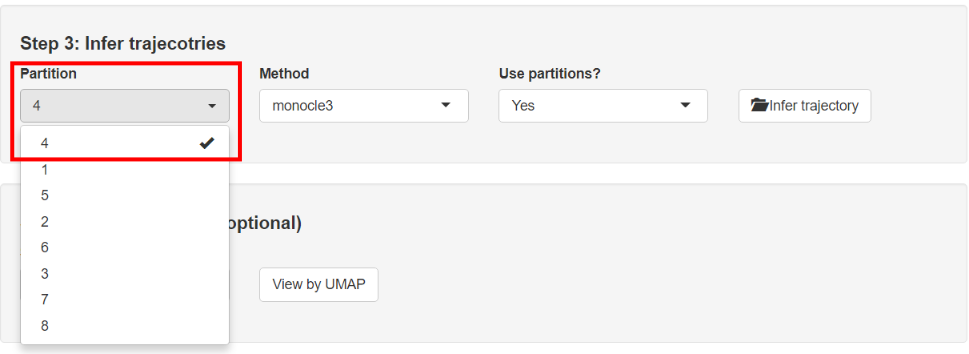 Step 3: Infer trajecotries
Partition
Method
Use partitions?
4
monocle3
Yes
Infer trajectory
4
1
5
2
6
3
7
8
optional)
View by UMAP